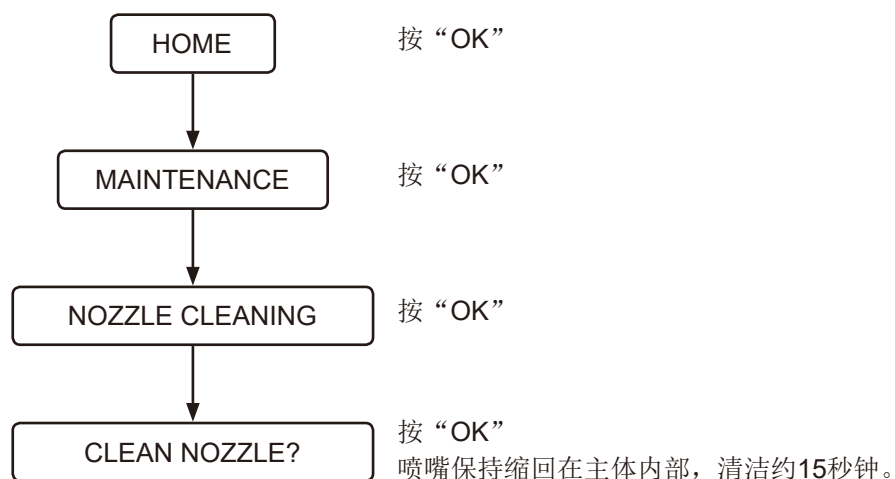 HOME
按“OK”
MAINTENANCE
按“OK”
NOZZLE CLEANING
按“OK”
CLEAN NOZZLE?
按“OK”
喷嘴保持缩回在主体内部，清洁约15秒钟。